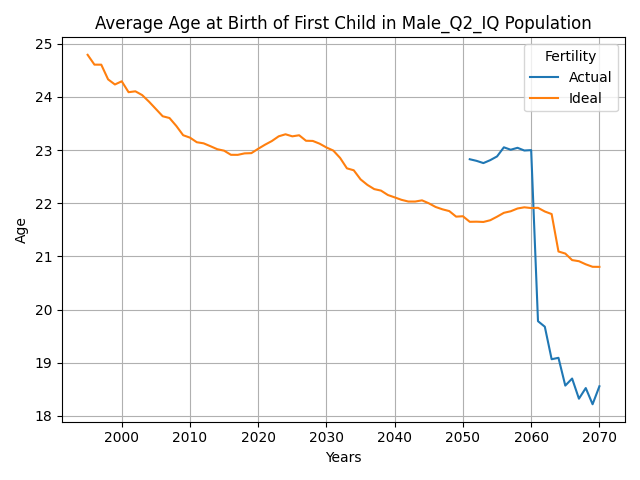 Average Age at Birth of First Child in Male_Q2_IQ Population
Fertility
Actual
Ideal
Age
25
24
23
22
21
20
19
18
2000 2010 2020 2030 2040 2050 2060 2070
Years